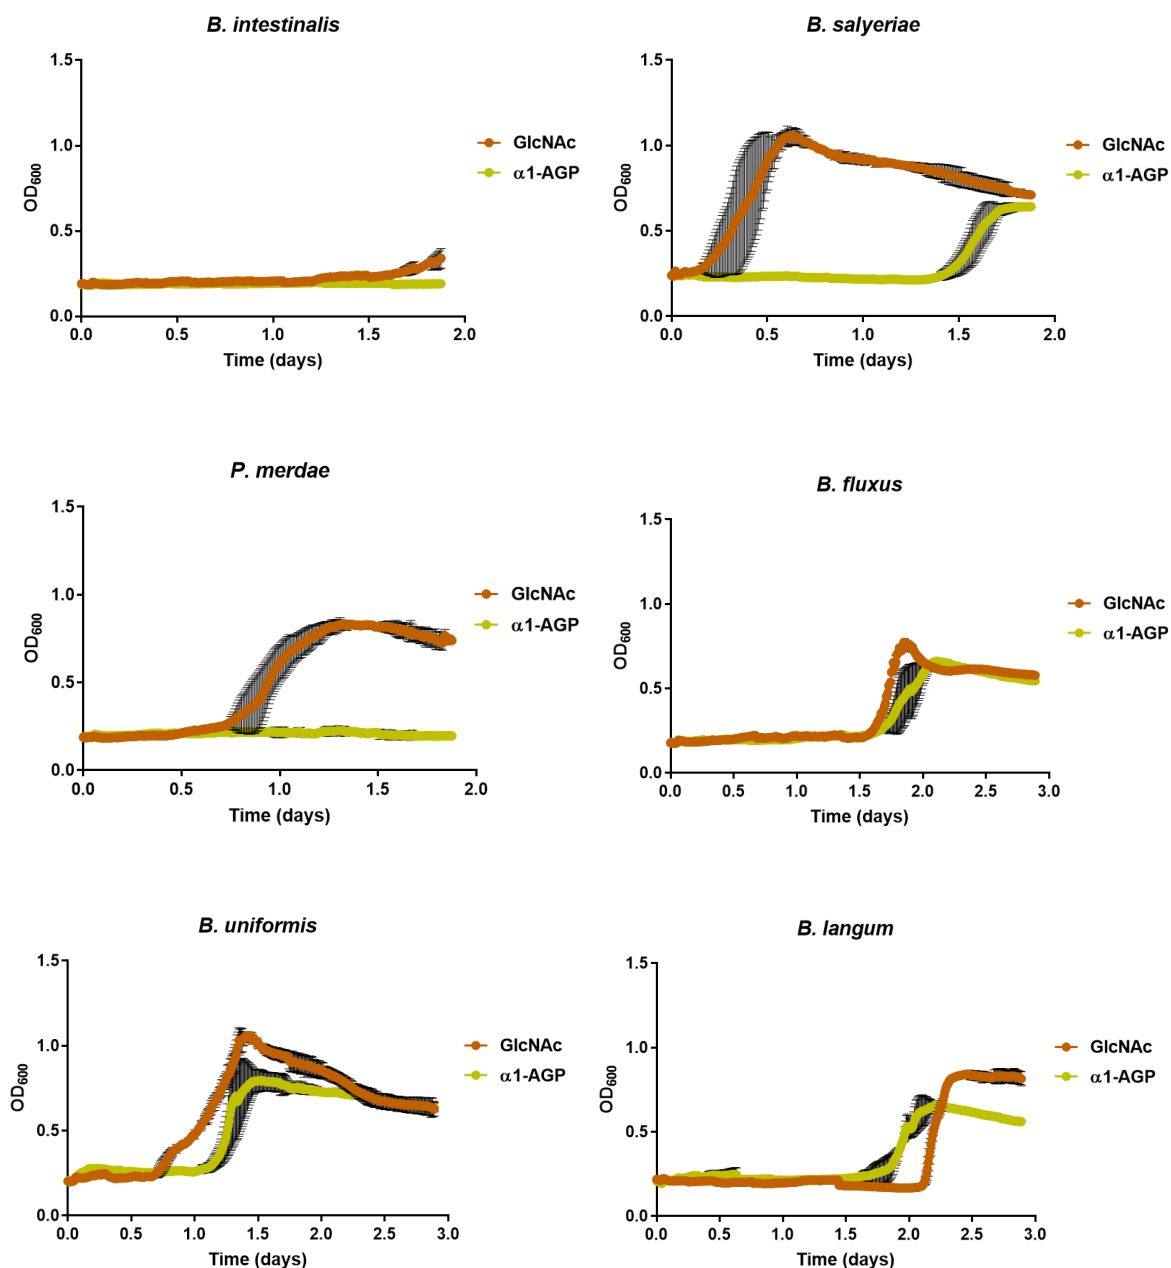 B. intestinalis
1.5
1.0
0.5
0.0
OD600
0.0 0.5 1.0 1.5 2.0
Time (days)
GlcNAc
α1-AGP
B. salyeriae
1.5
1.0
0.5
0.0
OD600
0.0 0.5 1.0 1.5 2.0
Time (days)
GlcNAc
α1-AGP
P. merdae
1.5
1.0
0.5
0.0
OD600
0.0 0.5 1.0 1.5 2.0
Time (days)
GlcNAc
α1-AGP
B. fluxus
1.5
1.0
0.5
0.0
OD600
0.0 0.5 1.0 1.5 2.0 2.5 3.0
Time (days)
GlcNAc
α1-AGP
B. uniformis
1.5
1.0
0.5
0.0
OD600
0.0 0.5 1.0 1.5 2.0 2.5 3.0
Time (days)
GlcNAc
α1-AGP
B. langum
1.5
1.0
0.5
0.0
OD600
0.0 0.5 1.0 1.5 2.0 2.5 3.0
Time (days)
GlcNAc
α1-AGP